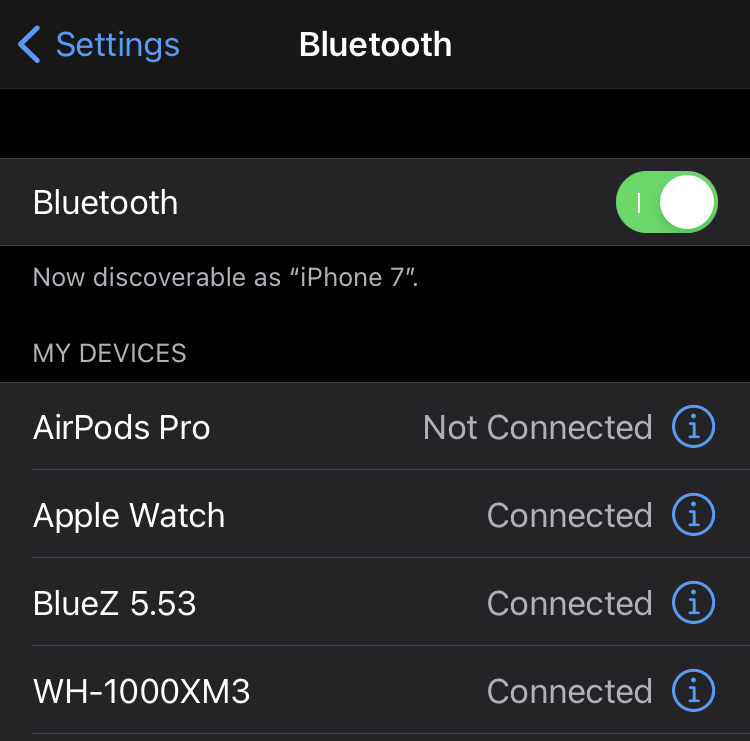 Settings Bluetooth
Bluetooth
Now discoverable as “iPhone 7”.
MY DEVICES
AirPods Pro Not Connected
Apple Watch Connected
BlueZ 5.53 Connected
WH-1000XM3 Connected